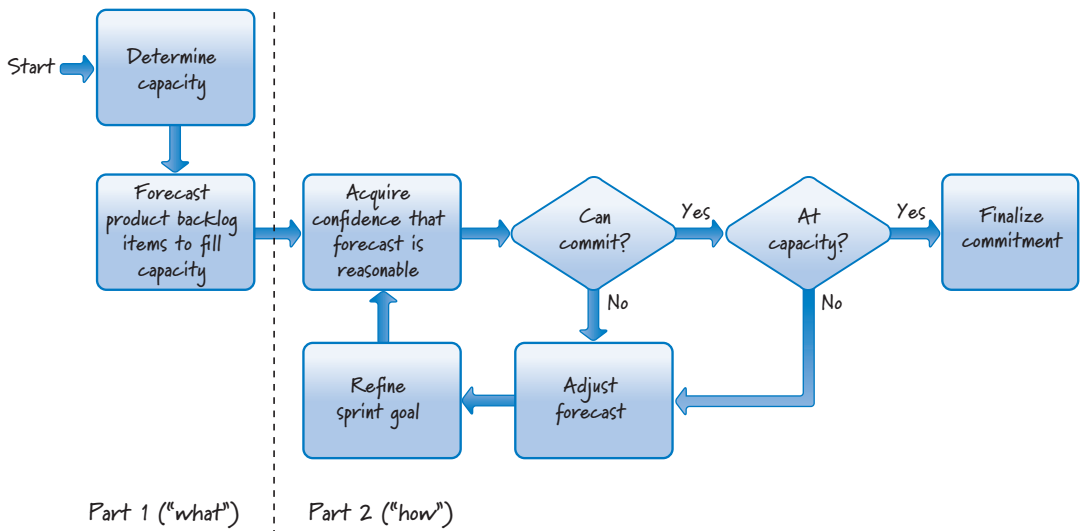 Start
Determine
capacity
Forecast
product backlog
items to fill
capacity
Acquire
confidence that
forecast is
reasonable
Can
commit?
Yes
At
capacity?
Yes
Finalize
commitment
No
No
Refine
sprint goal
Adjust
forecast
Part 1 ("what")
Part 2 ("how")